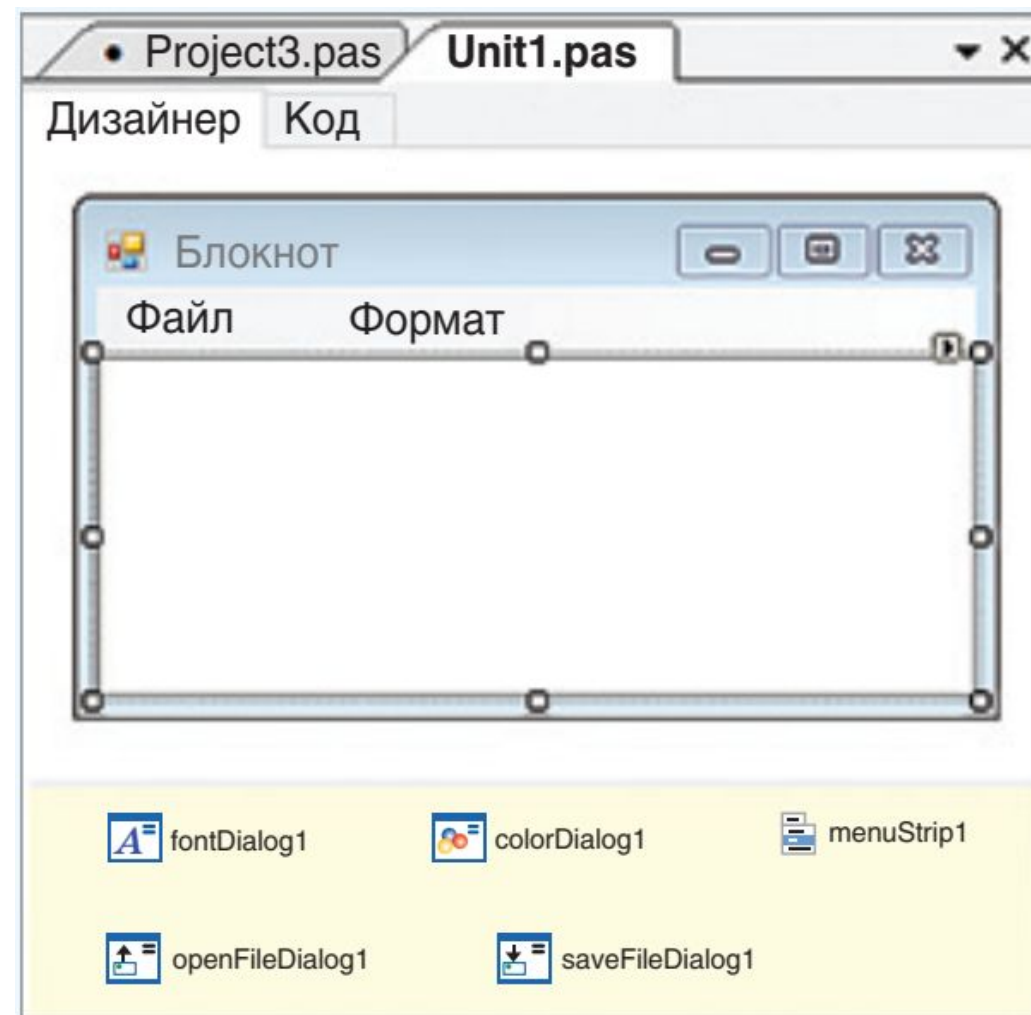 Project3.pas Unit1.pas
Дизайнер Код
Блокнот
Файл Формат
fontDialog1 colorDialog1 menuStrip1
openFileDialog1 saveFileDialog1